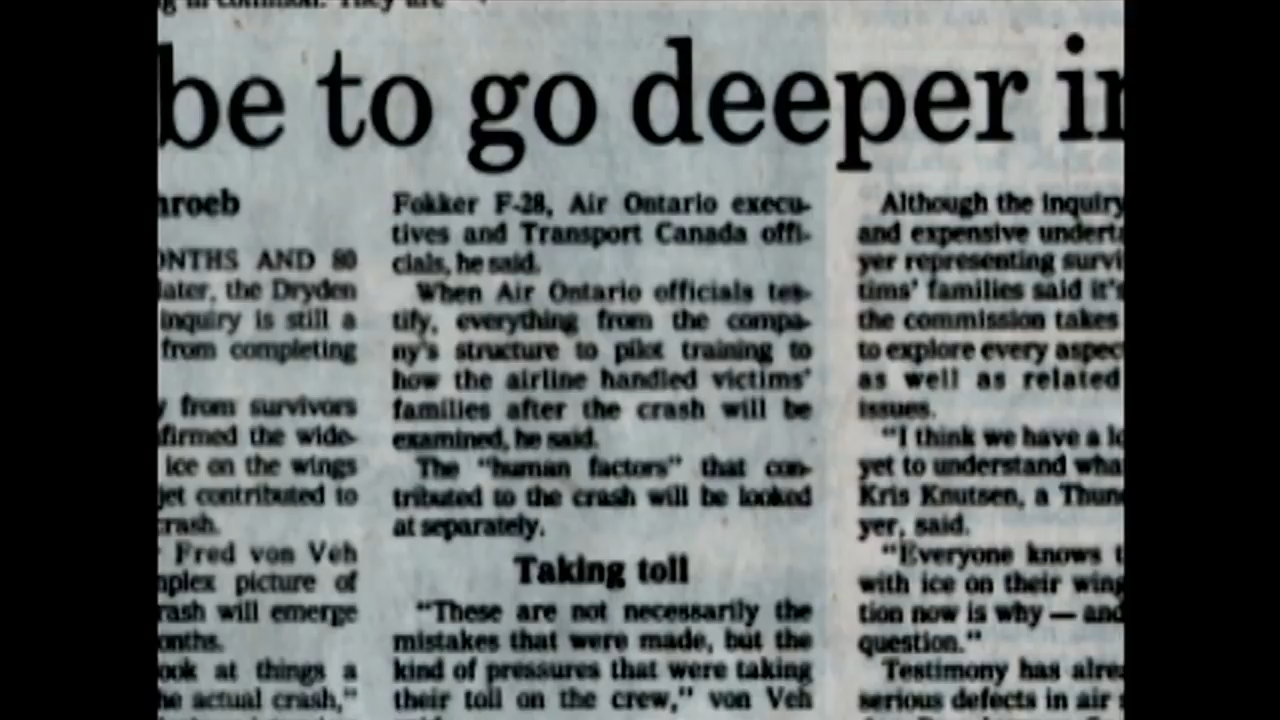 be to go deeper in
hroeb
ONTHS AND 80
later, the Dryden
inquiry is still a
from completing
y from survivors
firmed the wide-
ice on the wings
jet contributed to
crash.
Fred von Veh
mplex picture of
rash will emerge
onths.
ook at things a
he actual crash,"
Fokker F-28, Air Ontario execu-
tives and Transport Canada offi-
cials, he said.
When Air Ontario officials tes-
tify, everything from the compa-
ny's structure to pilot training to
how the airline handled victims'
families after the crash will be
examined, he said.
The "human factors" that con-
tributed to the crash will be looked
at separately.
Taking toll
"These are not necessarily the
mistakes that were made, but the
kind of pressures that were taking
their toll on the crew," von Veh
Although the inquiry
and expensive underta
yer representing survi
tims' families said it's
the commission takes
to explore every aspec
as well as related
issues.
"I think we have a lo
yet to understand wha
Kris Knutsen, a Thun
yer, said.
"Everyone knows t
with ice on their wing
tion now is why — and
question."
Testimony has alre
serious defects in air